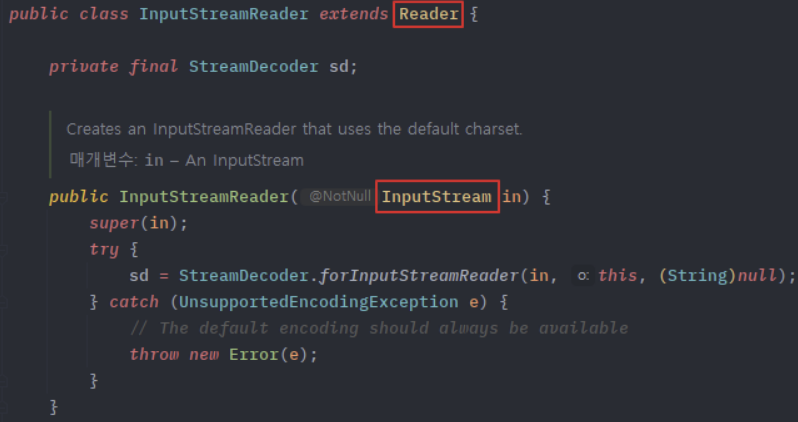 public class InputStreamReader extends Reader {
private final StreamDecoder sd;
Creates an InputStreamReader that uses the default charset.
매개변수: in – An InputStream
public InputStreamReader( @NotNull InputStream in) {
super(in);
try {
sd = StreamDecoder.forInputStreamReader(in, o: this, (String)null);
} catch (UnsupportedEncodingException e) {
// The default encoding should always be available
throw new Error(e);
}
}